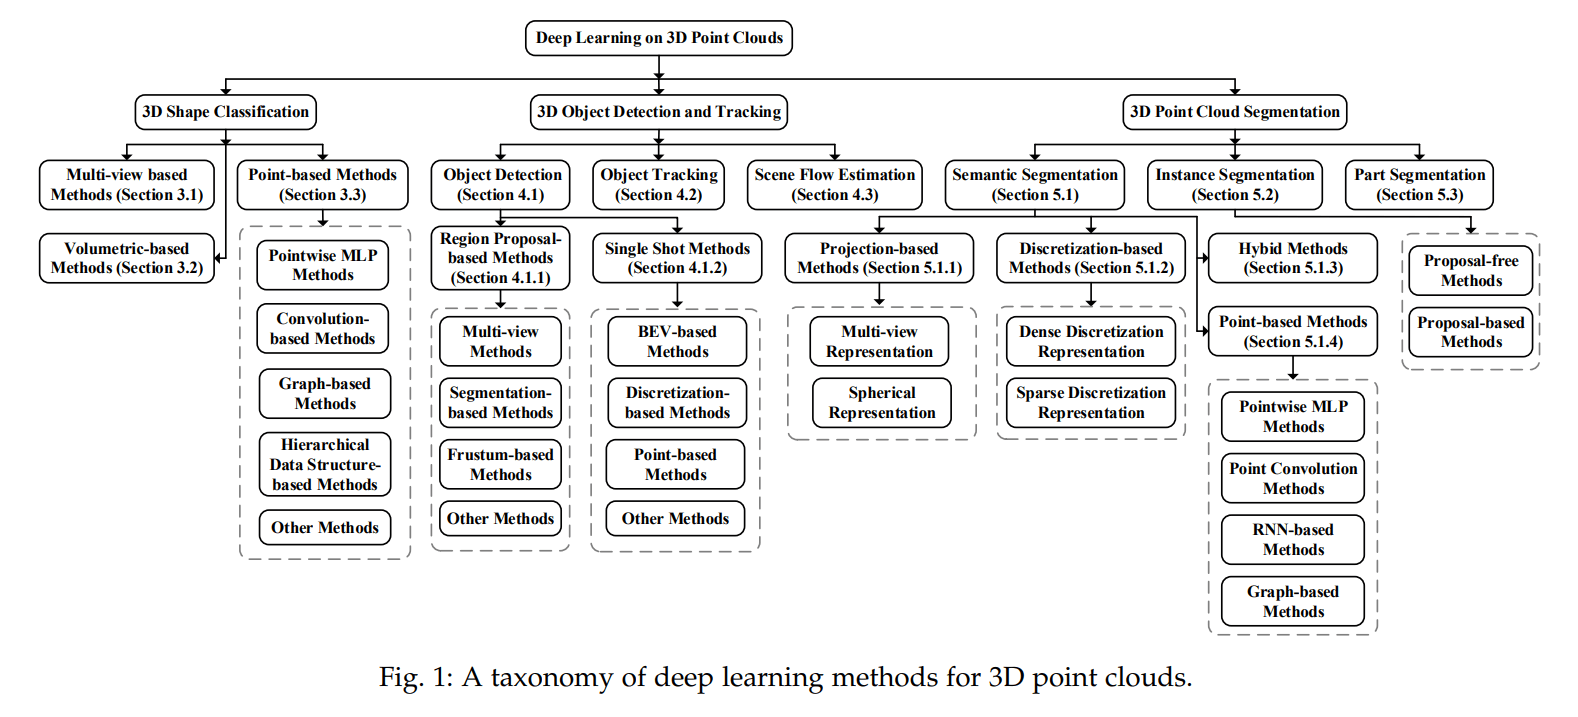 Deep Learning on 3D Point Clouds
3D Shape Classification
3D Object Detection and Tracking
3D Point Cloud Segmentation
Multi-view based
Methods (Section 3.1)
Point-based Methods
(Section 3.3)
Object Detection
(Section 4.1)
Object Tracking
(Section 4.2)
Scene Flow Estimation
(Section 4.3)
Semantic Segmentation
(Section 5.1)
Instance Segmentation
(Section 5.2)
Part Segmentation
(Section 5.3)
Volumetric-based
Methods (Section 3.2)
Pointwise MLP
Methods
Convolution-
based Methods
Graph-based
Methods
Hierarchical
Data Structure-
based Methods
Other Methods
Region Proposal-
based Methods
(Section 4.1.1)
Multi-view
Methods
Segmentation-
based Methods
Frustum-based
Methods
Other Methods
Single Shot Methods
(Section 4.1.2)
BEV-based
Methods
Discretization-
based Methods
Point-based
Methods
Other Methods
Projection-based
Methods (Section 5.1.1)
Multi-view
Representation
Spherical
Representation
Discretization-based
Methods (Section 5.1.2)
Dense Discretization
Representation
Sparse Discretization
Representation
Hybid Methods
(Section 5.1.3)
Point-based Methods
(Section 5.1.4)
Pointwise MLP
Methods
Point Convolution
Methods
RNN-based
Methods
Graph-based
Methods
Proposal-free
Methods
Proposal-based
Methods
Fig. 1: A taxonomy of deep learning methods for 3D point clouds.